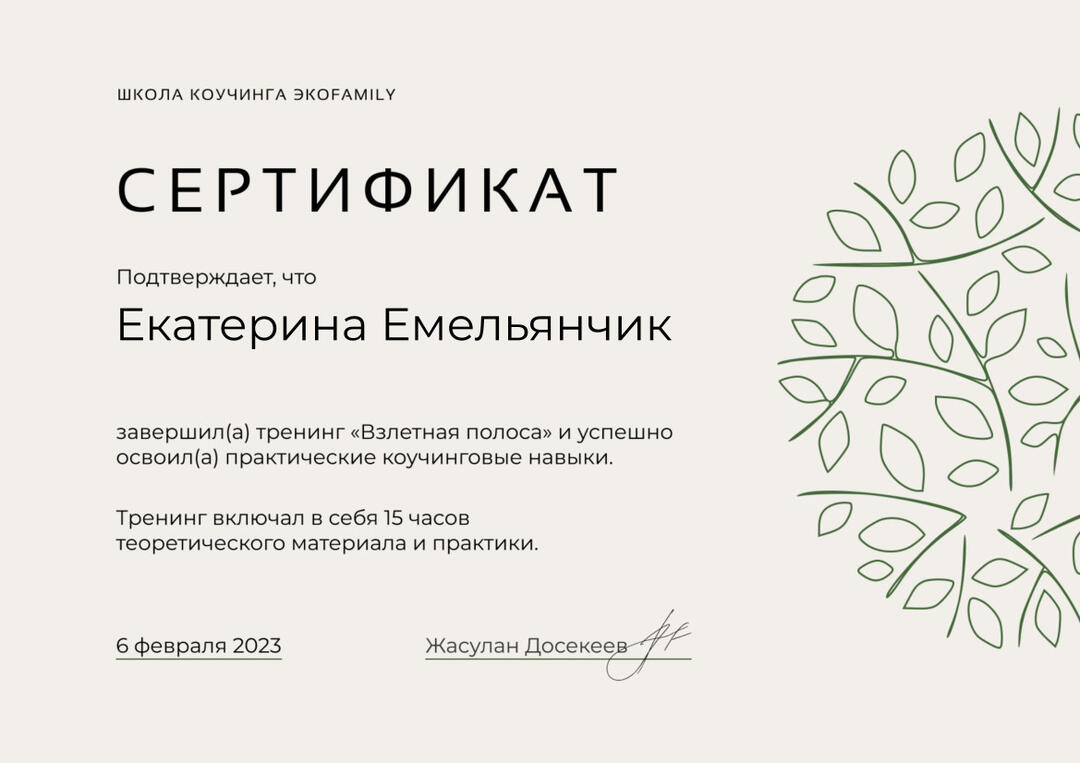 ШКОЛА КОУЧИНГА ЭКОFAMILY
СЕРТИФИКАТ
Подтверждает, что
Екатерина Емельянчик
завершил(а) тренинг «Взлетная полоса» и успешно
освоил(а) практические коучинговые навыки.
Тренинг включал в себя 15 часов
теоретического материала и практики.
6 февраля 2023
Жасулан Досекеев